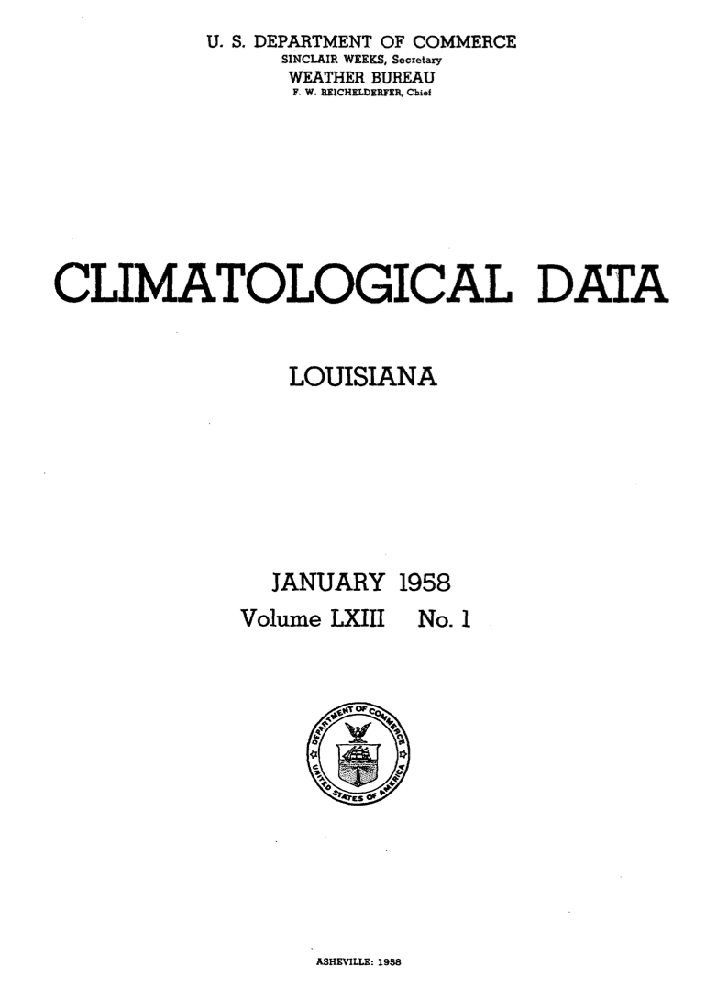 U. S. DEPARTMENT OF COMMERCE
SINCLAIR WEEKS, Secretary
WEATHER BUREAU
F. W. REICHELDERFER, Chief
CLIMATOLOGICAL DATA
LOUISIANA
JANUARY 1958
Volume LXIII No. 1
DEPARTMENT OF COMMERCE
UNITED STATES OF AMERICA
ASHEVILLE: 1958